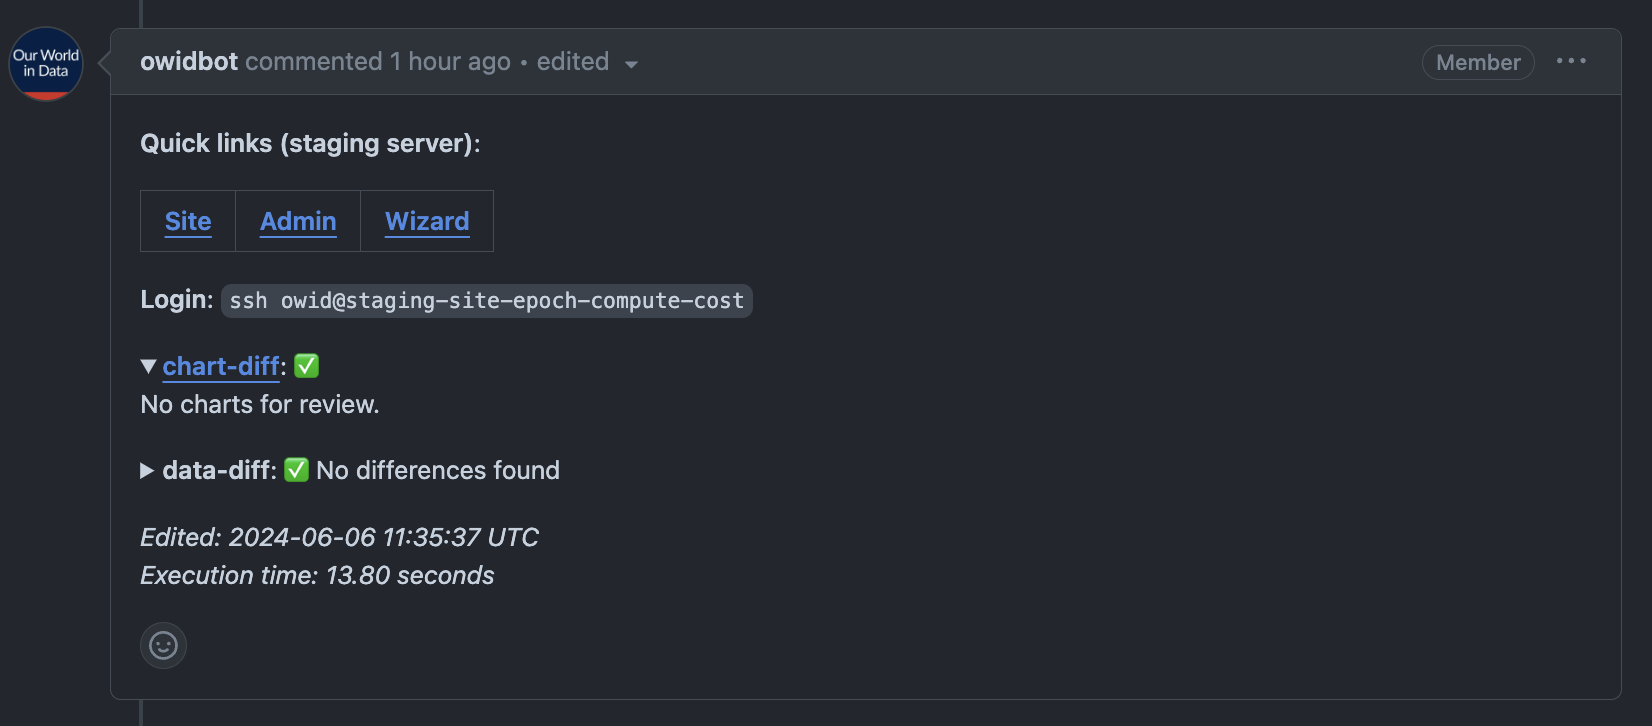 Our World
in Data
owidbot commented 1 hour ago • edited
Member
Quick links (staging server):
Site Admin Wizard
Login: ssh owid@staging-site-epoch-compute-cost
chart-diff: ✅
No charts for review.
data-diff: ✅ No differences found
Edited: 2024-06-06 11:35:37 UTC
Execution time: 13.80 seconds